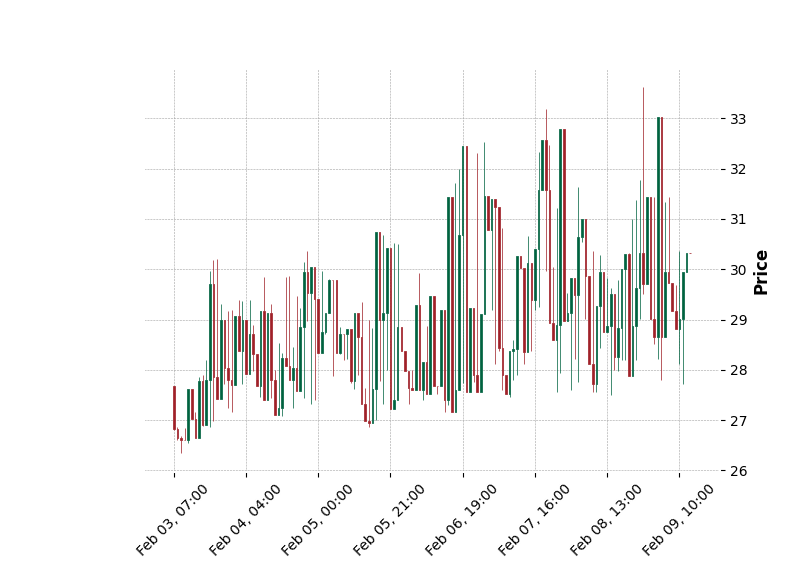 33
32
31
30
29
28
27
26
Price
Feb 03, 07:00
Feb 04, 04:00
Feb 05, 00:00
Feb 05, 21:00
Feb 06, 19:00
Feb 07, 16:00
Feb 08, 13:00
Feb 09, 10:00